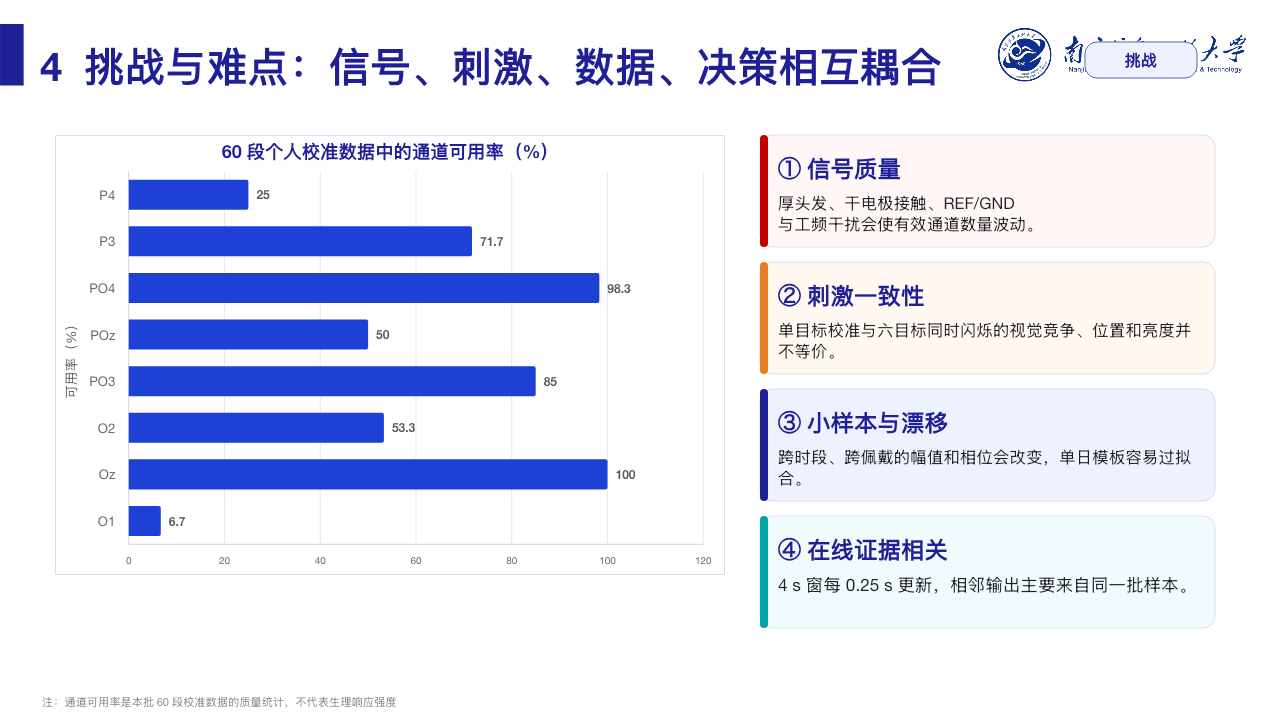 4 挑战与难点：信号、刺激、数据、决策相互耦合
挑战
大学
& Technology
60 段个人校准数据中的通道可用率（%）
可用率（%）
P4
25
P3
71.7
PO4
98.3
POz
50
PO3
85
O2
53.3
Oz
100
O1
6.7
0
20
40
60
80
100
120
① 信号质量
厚头发、干电极接触、REF/GND
与工频干扰会使有效通道数量波动。
② 刺激一致性
单目标校准与六目标同时闪烁的视觉竞争、位置和亮度并
不等价。
③ 小样本与漂移
跨时段、跨佩戴的幅值和相位会改变，单日模板容易过拟
合。
④ 在线证据相关
4 s 窗每 0.25 s 更新，相邻输出主要来自同一批样本。
注：通道可用率是本批 60 段校准数据的质量统计，不代表生理响应强度